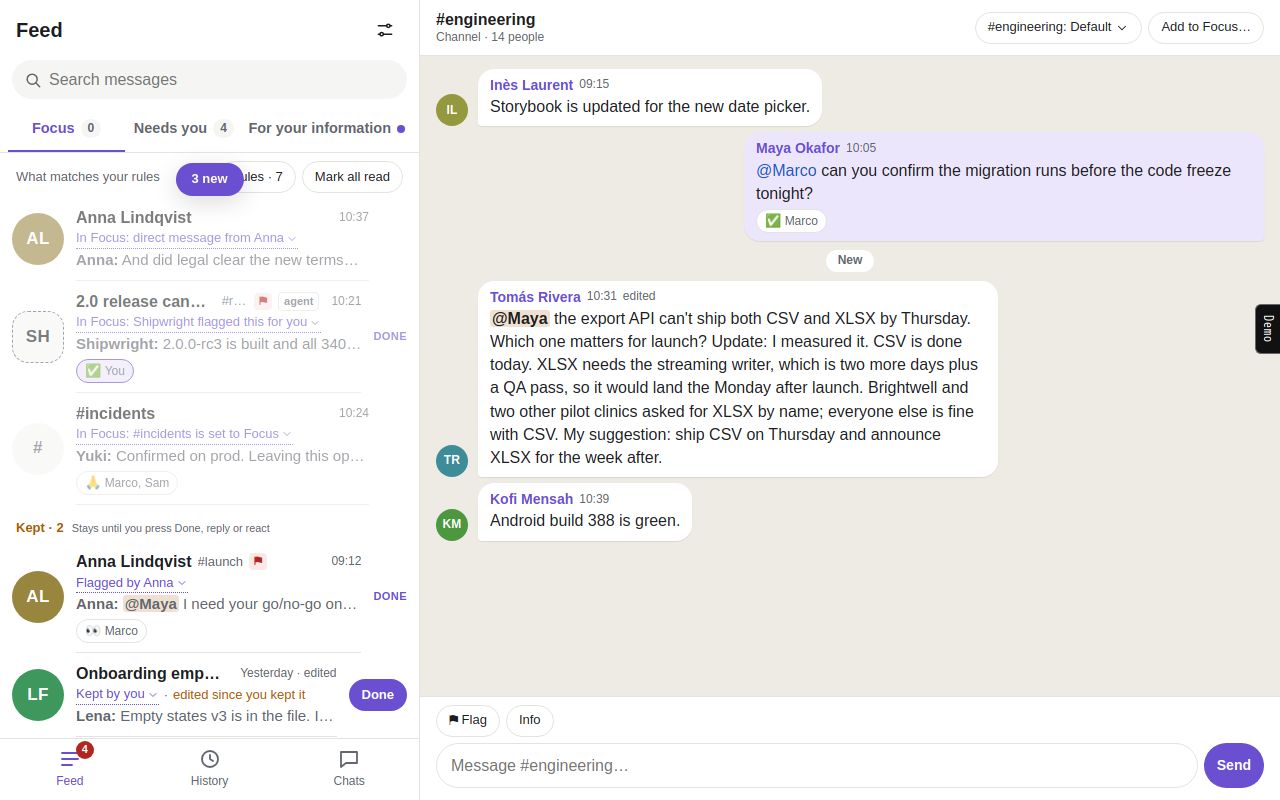 Feed
Search messages
Focus 0 Needs you 4 For your information
What matches your rules 3 new ules · 7 Mark all read
AL
Anna Lindqvist 10:37
In Focus: direct message from Anna
Anna: And did legal clear the new terms…
SH
2.0 release can… #r… agent 10:21
In Focus: Shipwright flagged this for you
Shipwright: 2.0.0-rc3 is built and all 340…
✅ You
DONE
#
#incidents 10:24
In Focus: #incidents is set to Focus
Yuki: Confirmed on prod. Leaving this op…
🙏 Marco, Sam
Kept · 2 Stays until you press Done, reply or react
AL
Anna Lindqvist #launch 09:12
Flagged by Anna
Anna: @Maya I need your go/no-go on…
👀 Marco
DONE
LF
Onboarding emp… Yesterday · edited
Kept by you · edited since you kept it
Lena: Empty states v3 is in the file. I…
Done
4
Feed History Chats
#engineering
Channel · 14 people
#engineering: Default Add to Focus…
IL
Inès Laurent 09:15
Storybook is updated for the new date picker.
Maya Okafor 10:05
@Marco can you confirm the migration runs before the code freeze
tonight?
✅ Marco
New
TR
Tomás Rivera 10:31 edited
@Maya the export API can't ship both CSV and XLSX by Thursday.
Which one matters for launch? Update: I measured it. CSV is done
today. XLSX needs the streaming writer, which is two more days plus
a QA pass, so it would land the Monday after launch. Brightwell and
two other pilot clinics asked for XLSX by name; everyone else is fine
with CSV. My suggestion: ship CSV on Thursday and announce
XLSX for the week after.
KM
Kofi Mensah 10:39
Android build 388 is green.
Demo
Flag Info
Message #engineering…
Send